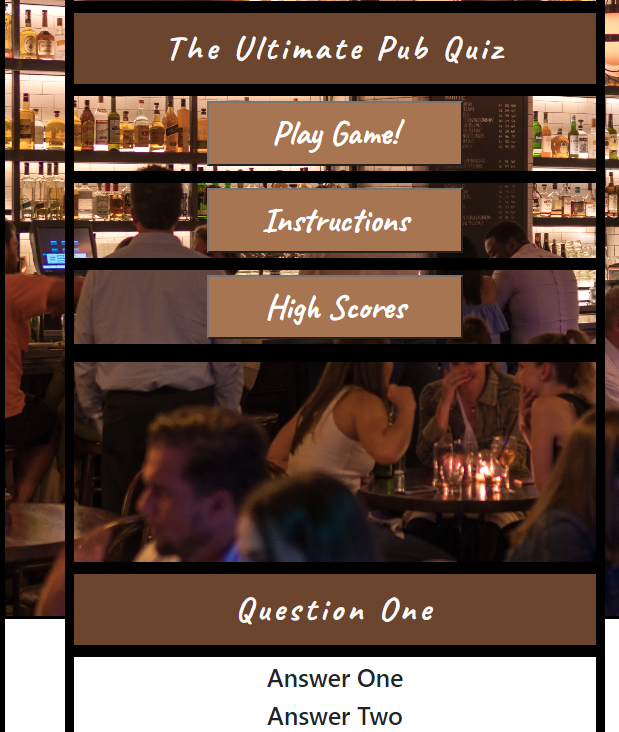 The Ultimate Pub Quiz
Play Game!
Instructions
High Scores
Question One
Answer One
Answer Two